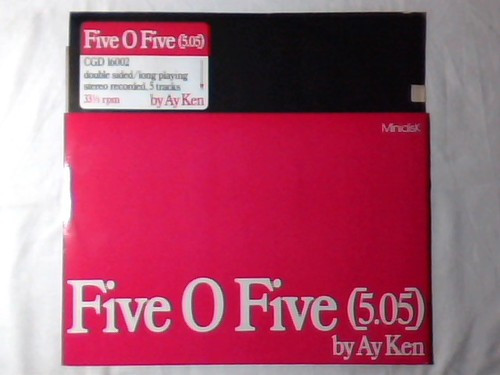 Five O Five (5.05)
CGD 16002
double sided/long playing
stereo recorded, 5 tracks
33⅓ rpm by Ay Ken
MinidisK
Five O Five (5.05)
by Ay Ken